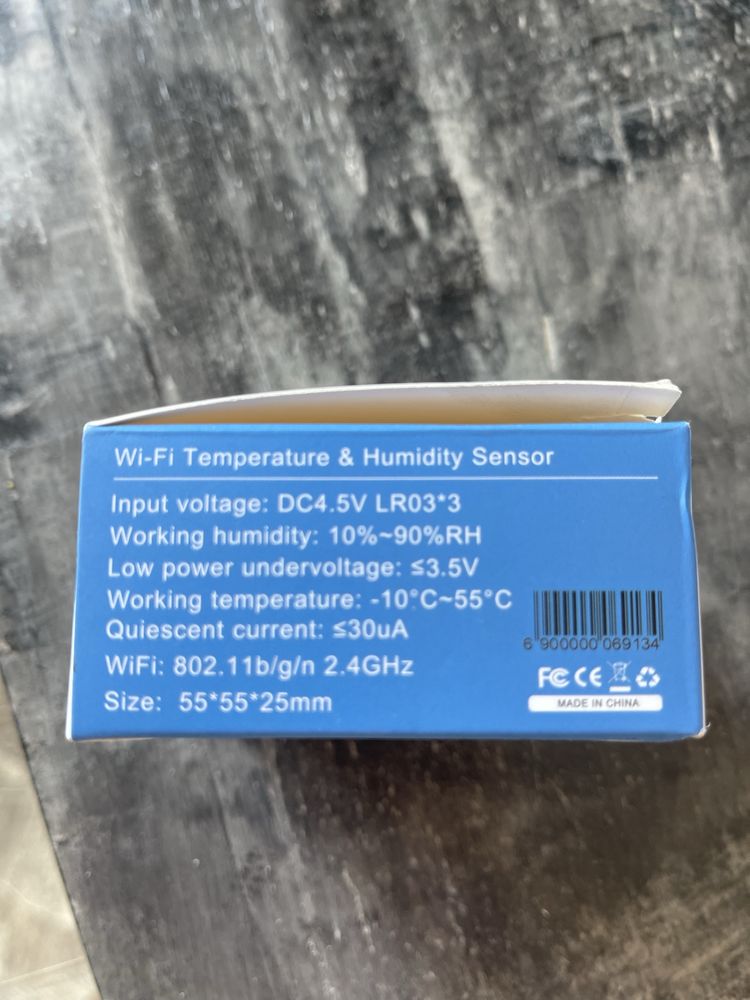 Wi-Fi Temperature & Humidity Sensor
Input voltage: DC4.5V LR03*3
Working humidity: 10%~90%RH
Low power undervoltage: ≤3.5V
Working temperature: -10°C~55°C
Quiescent current: ≤30uA
WiFi: 802.11b/g/n 2.4GHz
Size: 55*55*25mm
6 900000 069134
FC CE
MADE IN CHINA